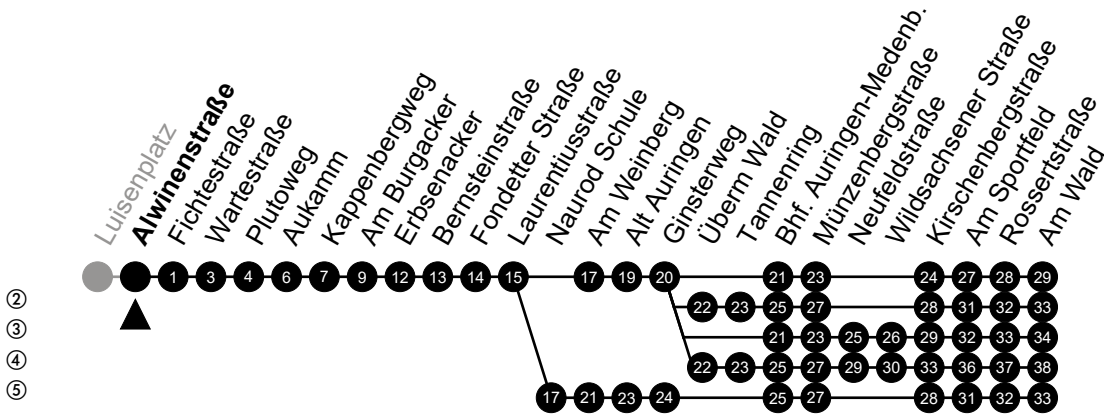 Luisenplatz
Alwinenstraße
Fichtestraße
Wartestraße
Plutoweg
Aukamm
Kappenbergweg
Am Burgacker
Erbsenacker
Bernsteinstraße
Fondetter Straße
Laurentiusstraße
Naurod Schule
Am Weinberg
Alt Auringen
Ginsterweg
Überm Wald
Tannenring
Bhf. Auringen-Medenb.
Münzenbergstraße
Neufeldstraße
Wildsachsener Straße
Kirschenbergstraße
Am Sportfeld
Rossertstraße
Am Wald
1 3 4 6 7 9 12 13 14 15 17 19 20 21 23 24 27 28 29
② 22 23 25 27 28 31 32 33
③ 21 23 25 26 29 32 33 34
④ 22 23 25 27 29 30 33 36 37 38
⑤ 17 21 23 24 25 27 28 31 32 33